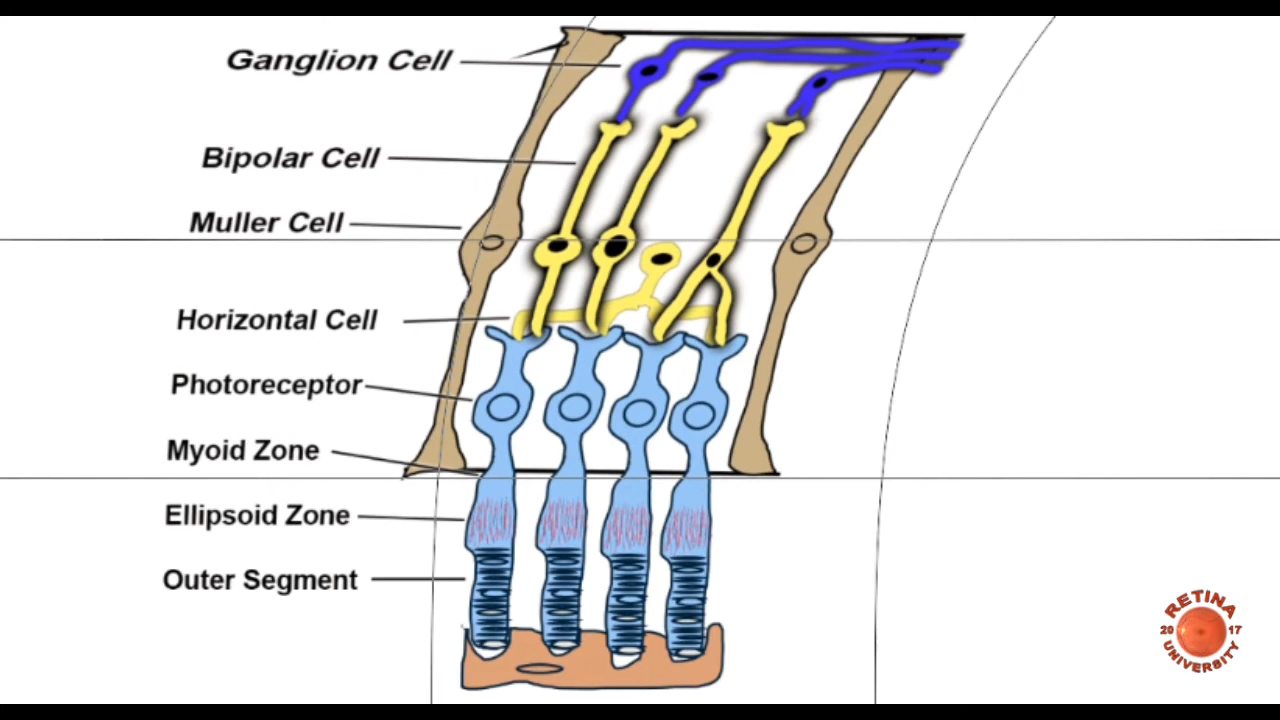 Ganglion Cell
Bipolar Cell
Muller Cell
Horizontal Cell
Photoreceptor
Myoid Zone
Ellipsoid Zone
Outer Segment
RETINA
20 17
UNIVERSITY